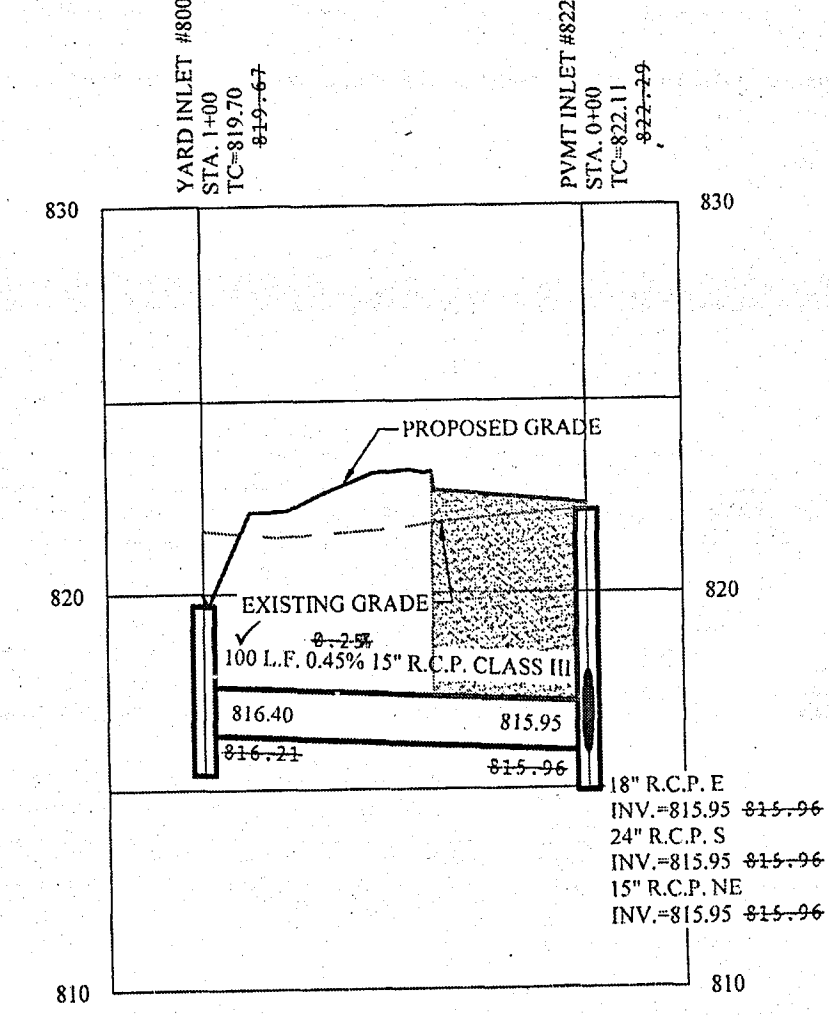 YARD INLET #800
STA. 1+00
TC=819.70
819.67
PVMT INLET #822
STA. 0+00
TC=822.11
822.29
830
830
PROPOSED GRADE
820
820
EXISTING GRADE
0.25%
100 L.F. 0.45% 15" R.C.P. CLASS III
816.40
815.95
816.21
815.96
18" R.C.P. E
INV.=815.95 815.96
24" R.C.P. S
INV.=815.95 815.96
15" R.C.P. NE
INV.=815.95 815.96
810
810